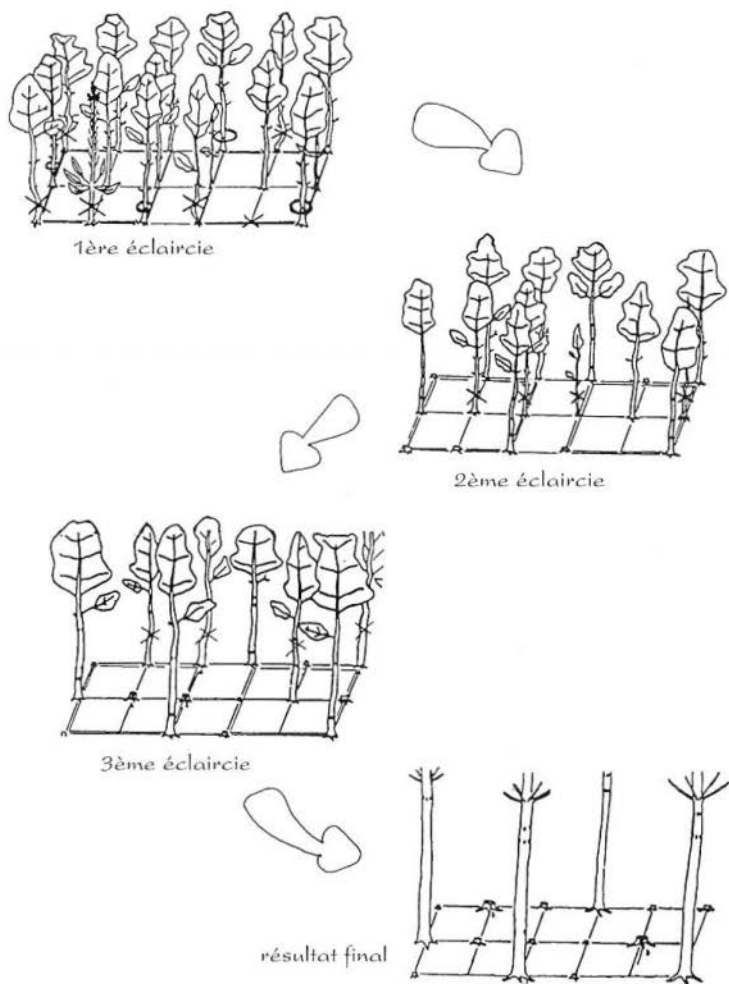 1ère éclaircie
2ème éclaircie
3ème éclaircie
résultat final